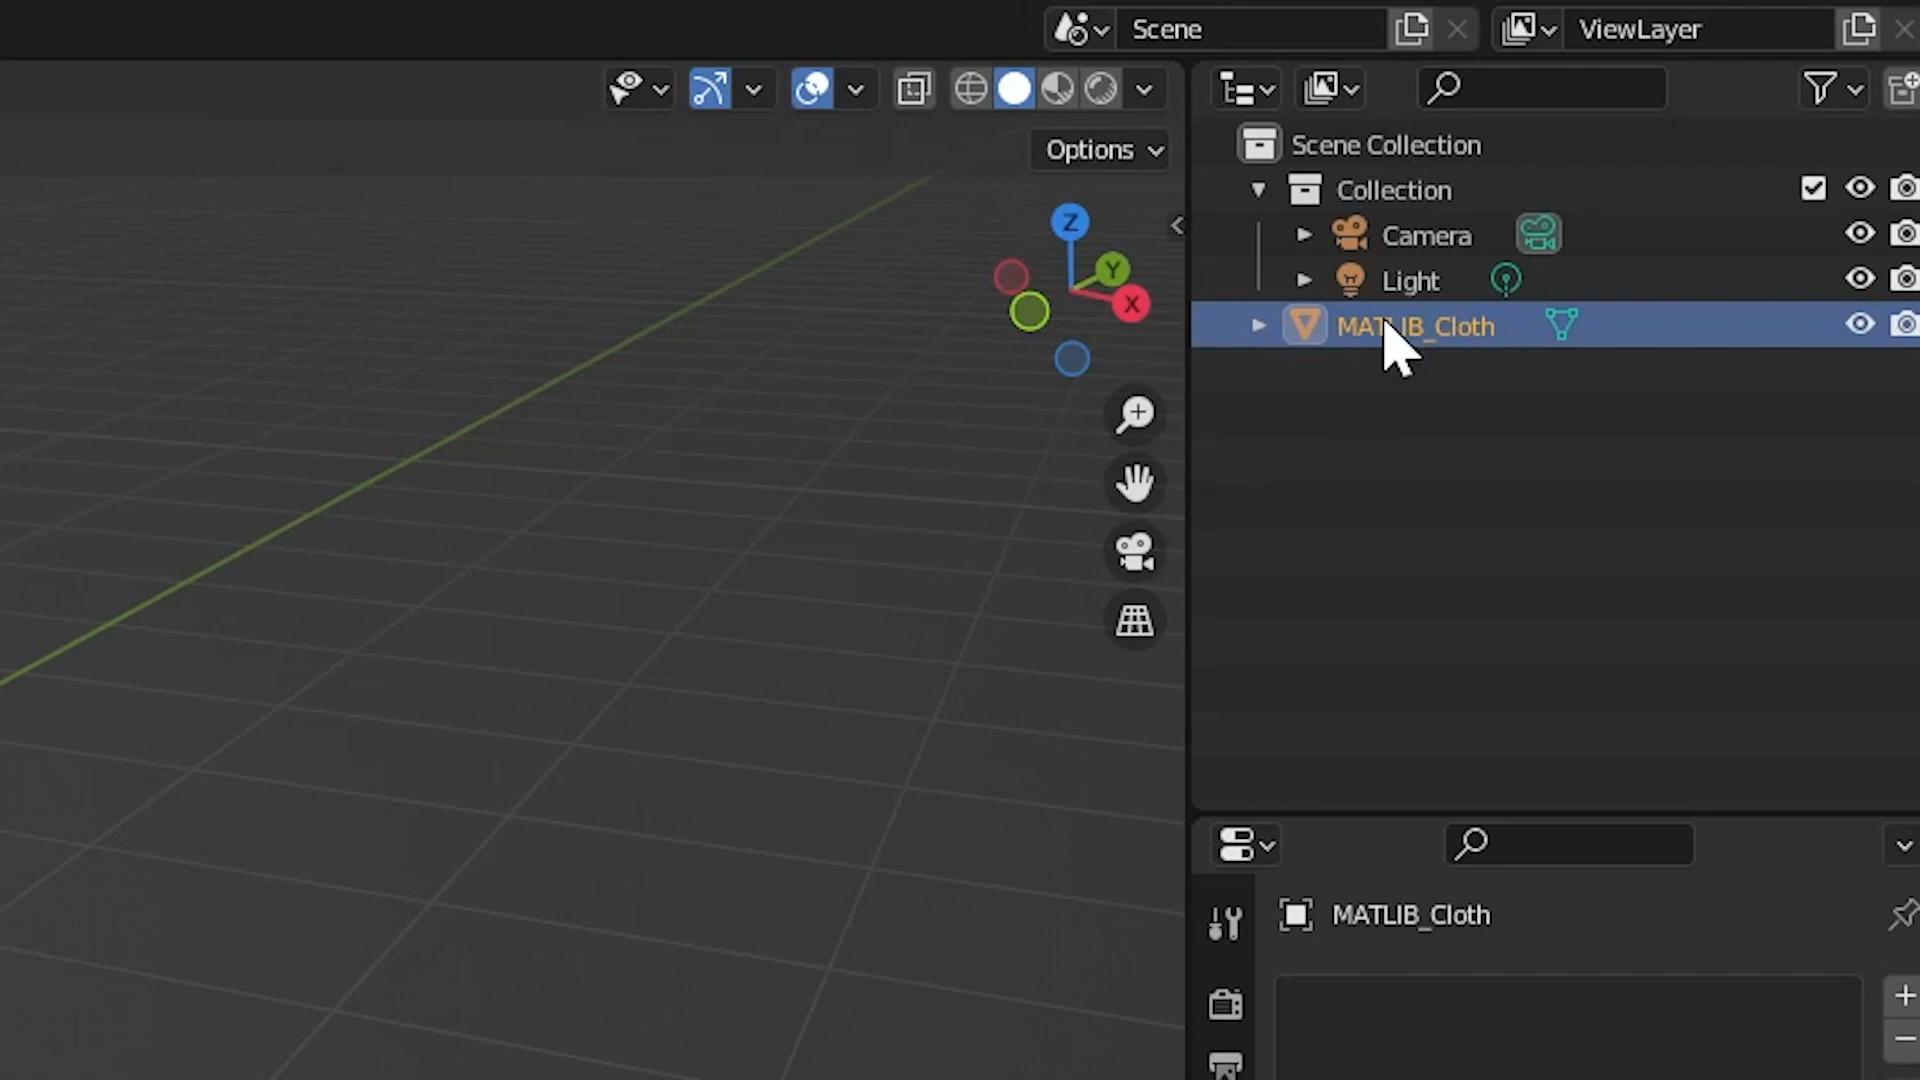 Scene
ViewLayer
Options
Z
Y
X
Scene Collection
Collection
Camera
Light
MATLIB_Cloth
MATLIB_Cloth